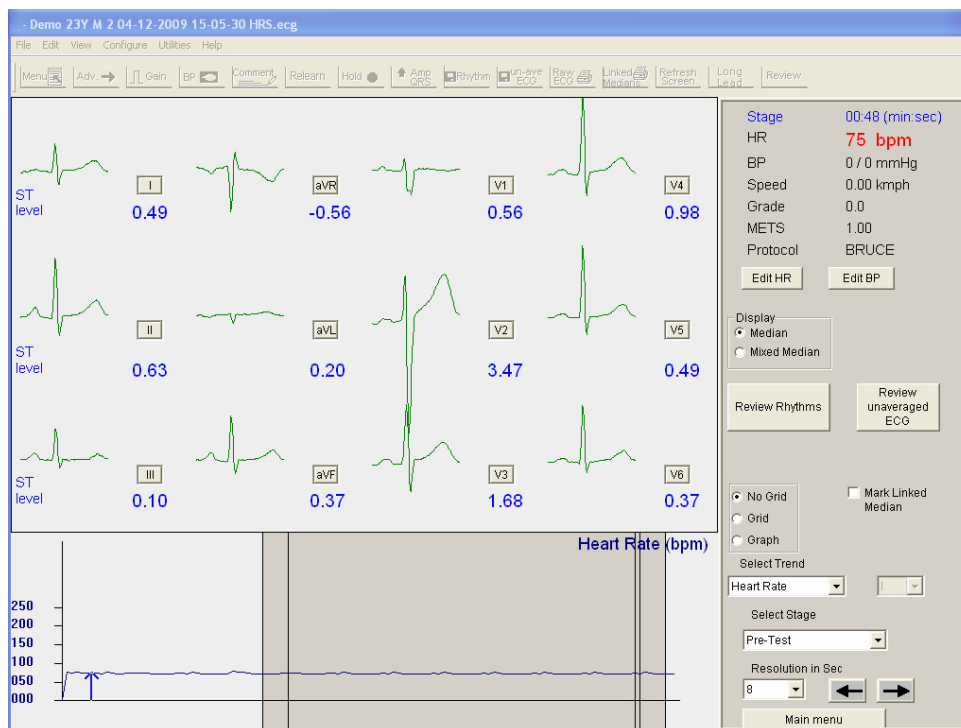 - Demo 23Y M 2 04-12-2009 15-05-30 HRS.ecg
File Edit View Configure Utilities Help
Menu Adv. Gain BP Comment Relearn Hold Amp QRS Rhythm un-ave ECG Raw ECG Linked Medians Refresh Screen Long Lead Review
I aVR V1 V4
ST level 0.49 -0.56 0.56 0.98
II aVL V2 V5
ST level 0.63 0.20 3.47 0.49
III aVF V3 V6
ST level 0.10 0.37 1.68 0.37
Heart Rate (bpm)
250
200
150
100
050
000
Stage 00:48 (min:sec)
HR 75 bpm
BP 0 / 0 mmHg
Speed 0.00 kmph
Grade 0.0
METS 1.00
Protocol BRUCE
Edit HR Edit BP
Display
Median
Mixed Median
Review Rhythms
Review
unaveraged
ECG
No Grid
Grid
Graph
Mark Linked
Median
Select Trend
Heart Rate I
Select Stage
Pre-Test
Resolution in Sec
8
Main menu